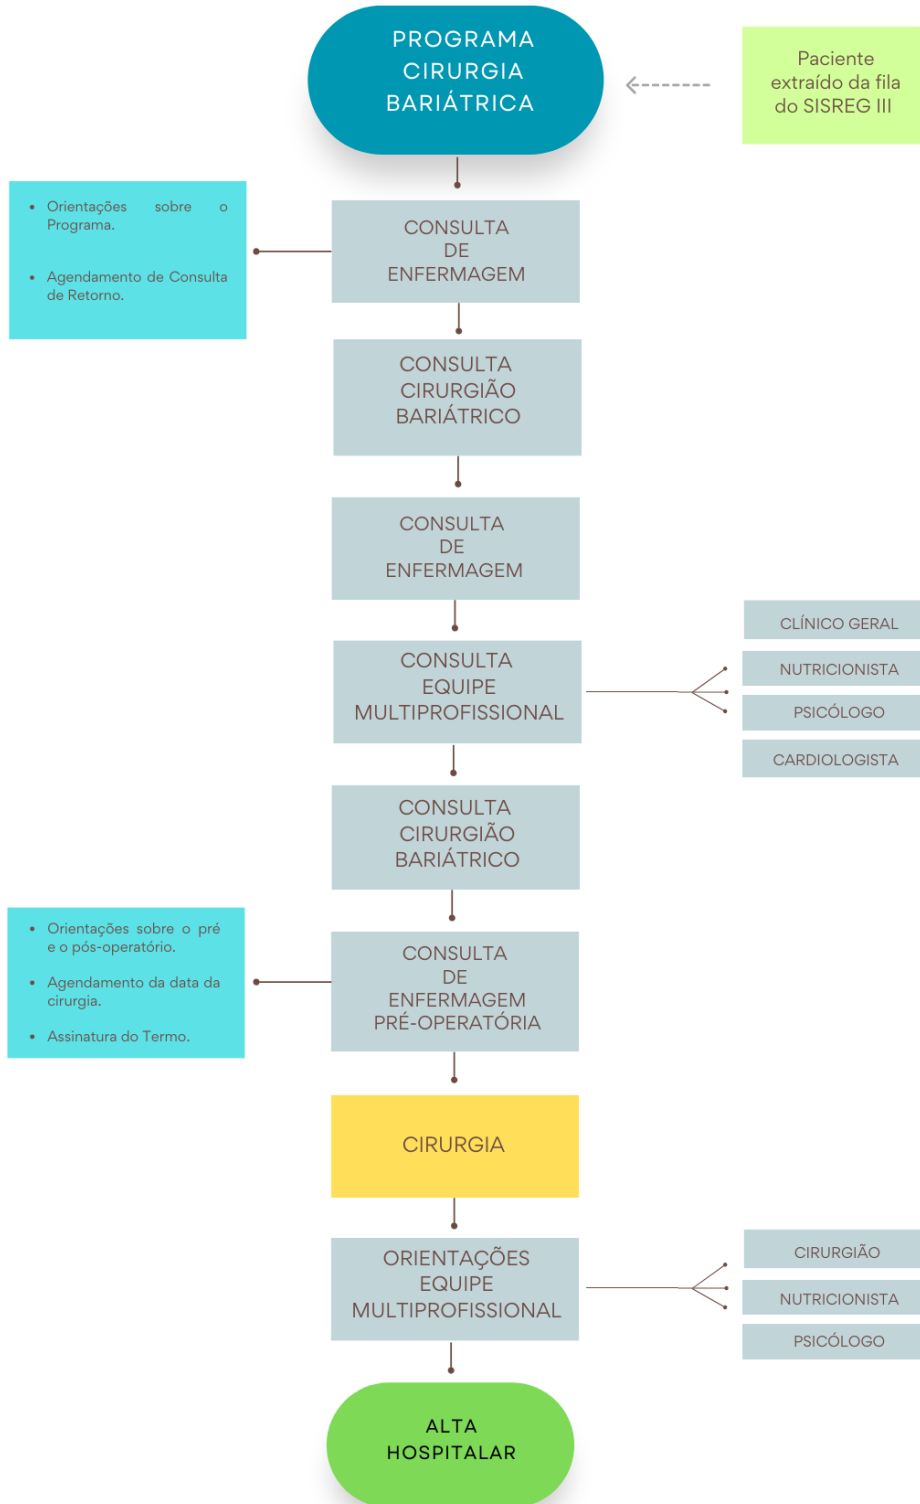 PROGRAMA
CIRURGIA
BARIÁTRICA
Paciente
extraído da fila
do SISREG III
• Orientações sobre o
Programa.
• Agendamento de Consulta
de Retorno.
CONSULTA
DE
ENFERMAGEM
CONSULTA
CIRURGIÃO
BARIÁTRICO
CONSULTA
DE
ENFERMAGEM
CONSULTA
EQUIPE
MULTIPROFISSIONAL
CLÍNICO GERAL
NUTRICIONISTA
PSICÓLOGO
CARDIOLOGISTA
CONSULTA
CIRURGIÃO
BARIÁTRICO
• Orientações sobre o pré
e o pós-operatório.
• Agendamento da data da
cirurgia.
• Assinatura do Termo.
CONSULTA
DE
ENFERMAGEM
PRÉ-OPERATÓRIA
CIRURGIA
ORIENTAÇÕES
EQUIPE
MULTIPROFISSIONAL
CIRURGIÃO
NUTRICIONISTA
PSICÓLOGO
ALTA
HOSPITALAR